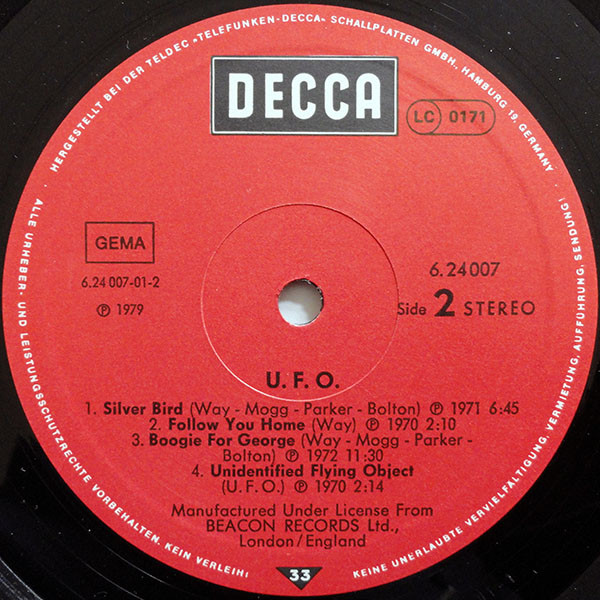 HERGESTELLT BEI DER TELDEC »TELEFUNKEN-DECCA« SCHALLPLATTEN GMBH., HAMBURG 19, GERMANY ·
DECCA
LC 0171
GEMA
6.24 007-01-2
℗ 1979
6.24 007
Side 2 STEREO
U. F. O.
1. Silver Bird (Way - Mogg - Parker - Bolton) ℗ 1971 6:45
2. Follow You Home (Way) ℗ 1970 2:10
3. Boogie For George (Way - Mogg - Parker -
Bolton) ℗ 1972 11:30
4. Unidentified Flying Object
(U. F. O.) ℗ 1970 2:14
Manufactured Under License From
BEACON RECORDS Ltd.,
London/England
33
ALLE URHEBER- UND LEISTUNGSSCHUTZRECHTE VORBEHALTEN. KEIN VERLEIH!
KEINE UNERLAUBTE VERVIELFÄLTIGUNG, VERMIETUNG, AUFFÜHRUNG, SENDUNG!